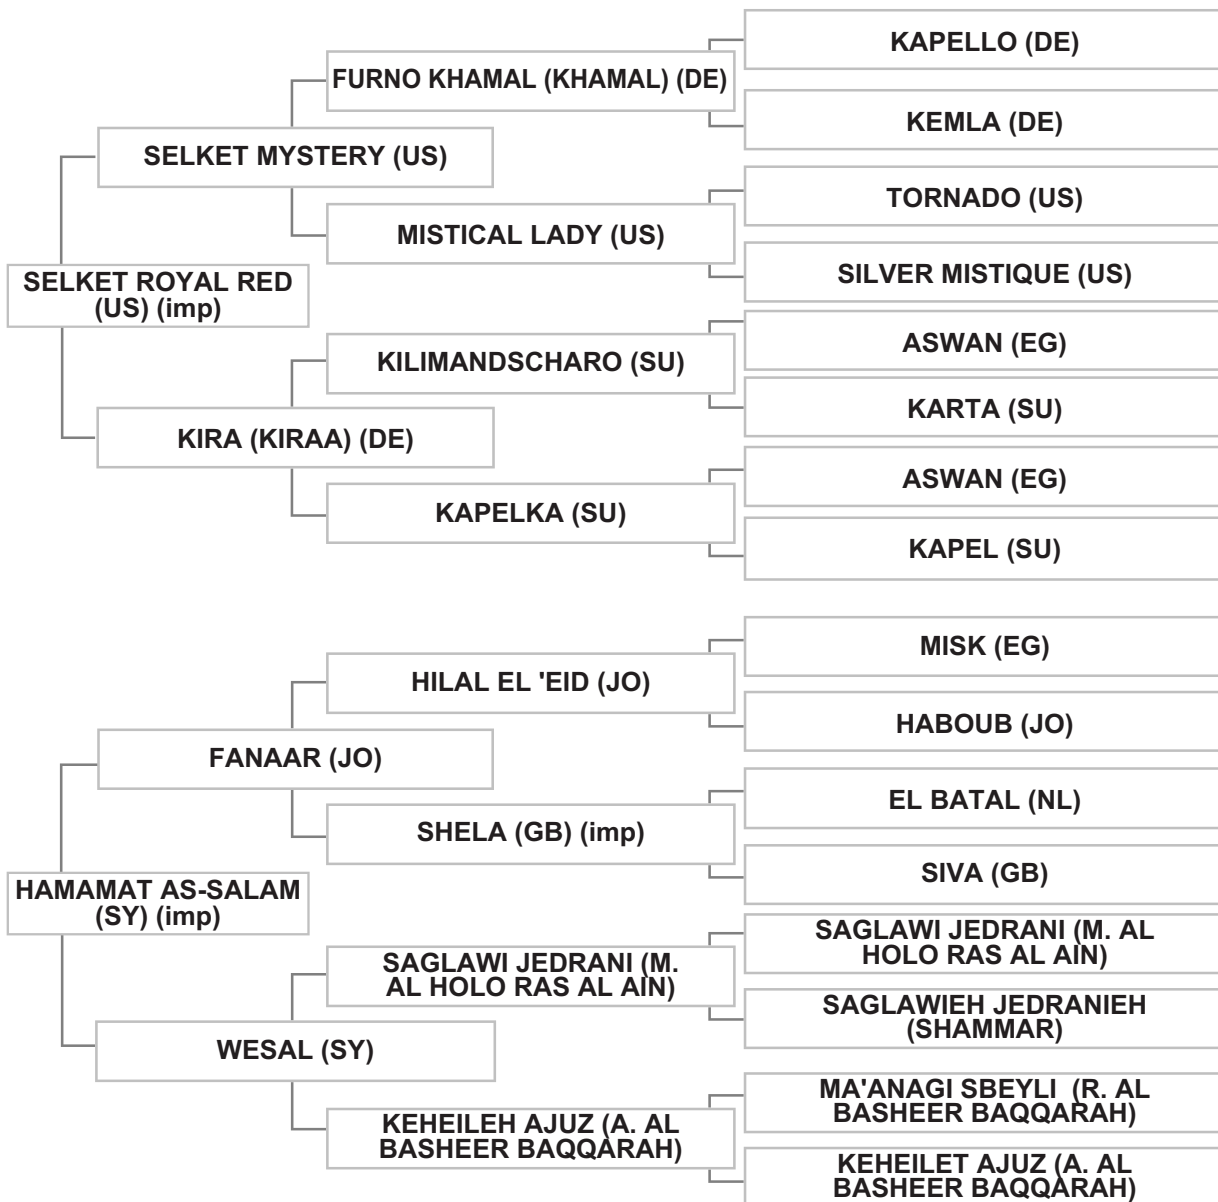 KAPELLO (DE)
FURNO KHAMAL (KHAMAL) (DE)
KEMLA (DE)
SELKET MYSTERY (US)
TORNADO (US)
MISTICAL LADY (US)
SILVER MISTIQUE (US)
SELKET ROYAL RED
(US) (imp)
ASWAN (EG)
KILIMANDSCHARO (SU)
KARTA (SU)
KIRA (KIRAA) (DE)
ASWAN (EG)
KAPELKA (SU)
KAPEL (SU)
MISK (EG)
HILAL EL 'EID (JO)
HABOUB (JO)
FANAAR (JO)
EL BATAL (NL)
SHELA (GB) (imp)
SIVA (GB)
HAMAMAT AS-SALAM
(SY) (imp)
SAGLAWI JEDRANI (M. AL
HOLO RAS AL AIN)
SAGLAWI JEDRANI (M.
AL HOLO RAS AL AIN)
SAGLAWIEH JEDRANIEH
(SHAMMAR)
WESAL (SY)
MA'ANAGI SBEYLI (R. AL
BASHEER BAQQARAH)
KEHEILEH AJUZ (A. AL
BASHEER BAQQARAH)
KEHEILET AJUZ (A. AL
BASHEER BAQQARAH)